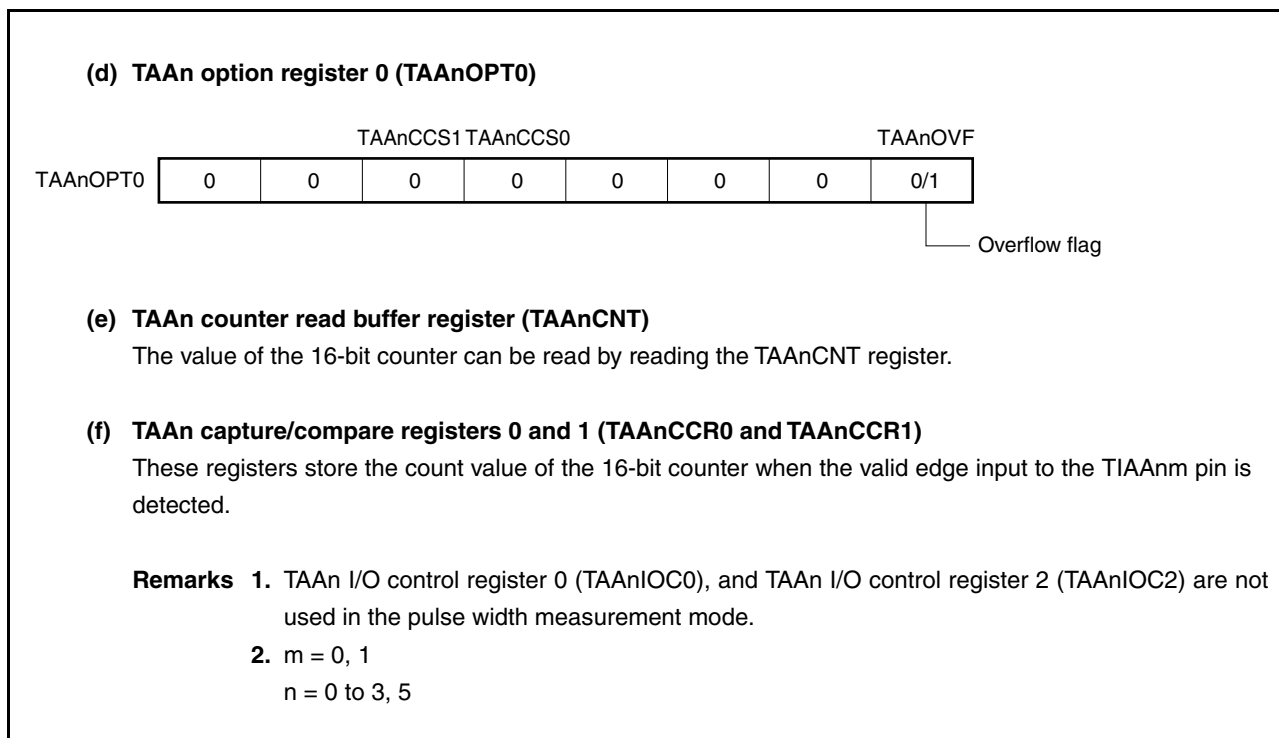 (d) TAAn option register 0 (TAAnOPT0)
TAAnCCS1 TAAnCCS0 TAAnOVF
TAAnOPT0 0 0 0 0 0 0 0 0/1
Overflow flag
(e) TAAn counter read buffer register (TAAnCNT)
The value of the 16-bit counter can be read by reading the TAAnCNT register.
(f) TAAn capture/compare registers 0 and 1 (TAAnCCR0 and TAAnCCR1)
These registers store the count value of the 16-bit counter when the valid edge input to the TIAAnm pin is
detected.
Remarks 1. TAAn I/O control register 0 (TAAnIOC0), and TAAn I/O control register 2 (TAAnIOC2) are not
used in the pulse width measurement mode.
2. m = 0, 1
n = 0 to 3, 5